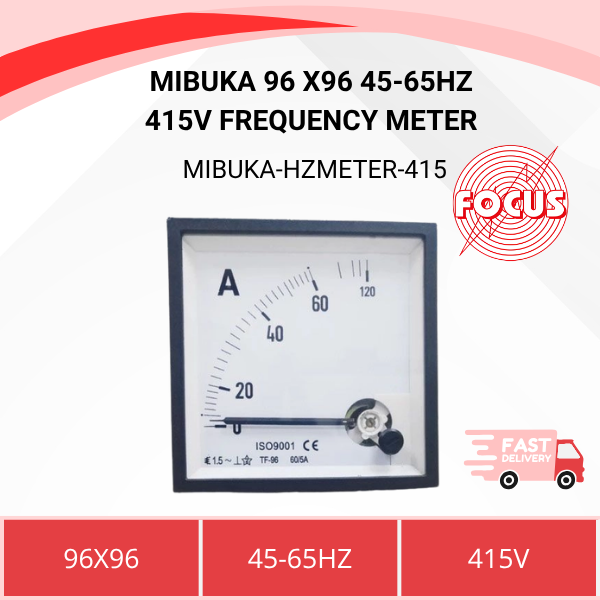 MIBUKA 96 X96 45-65HZ
415V FREQUENCY METER
MIBUKA-HZMETER-415
FOCUS
A
0
20
40
60
120
ISO9001 CE
1.5 ~
TF-96 60/5A
FAST
DELIVERY
96X96
45-65HZ
415V